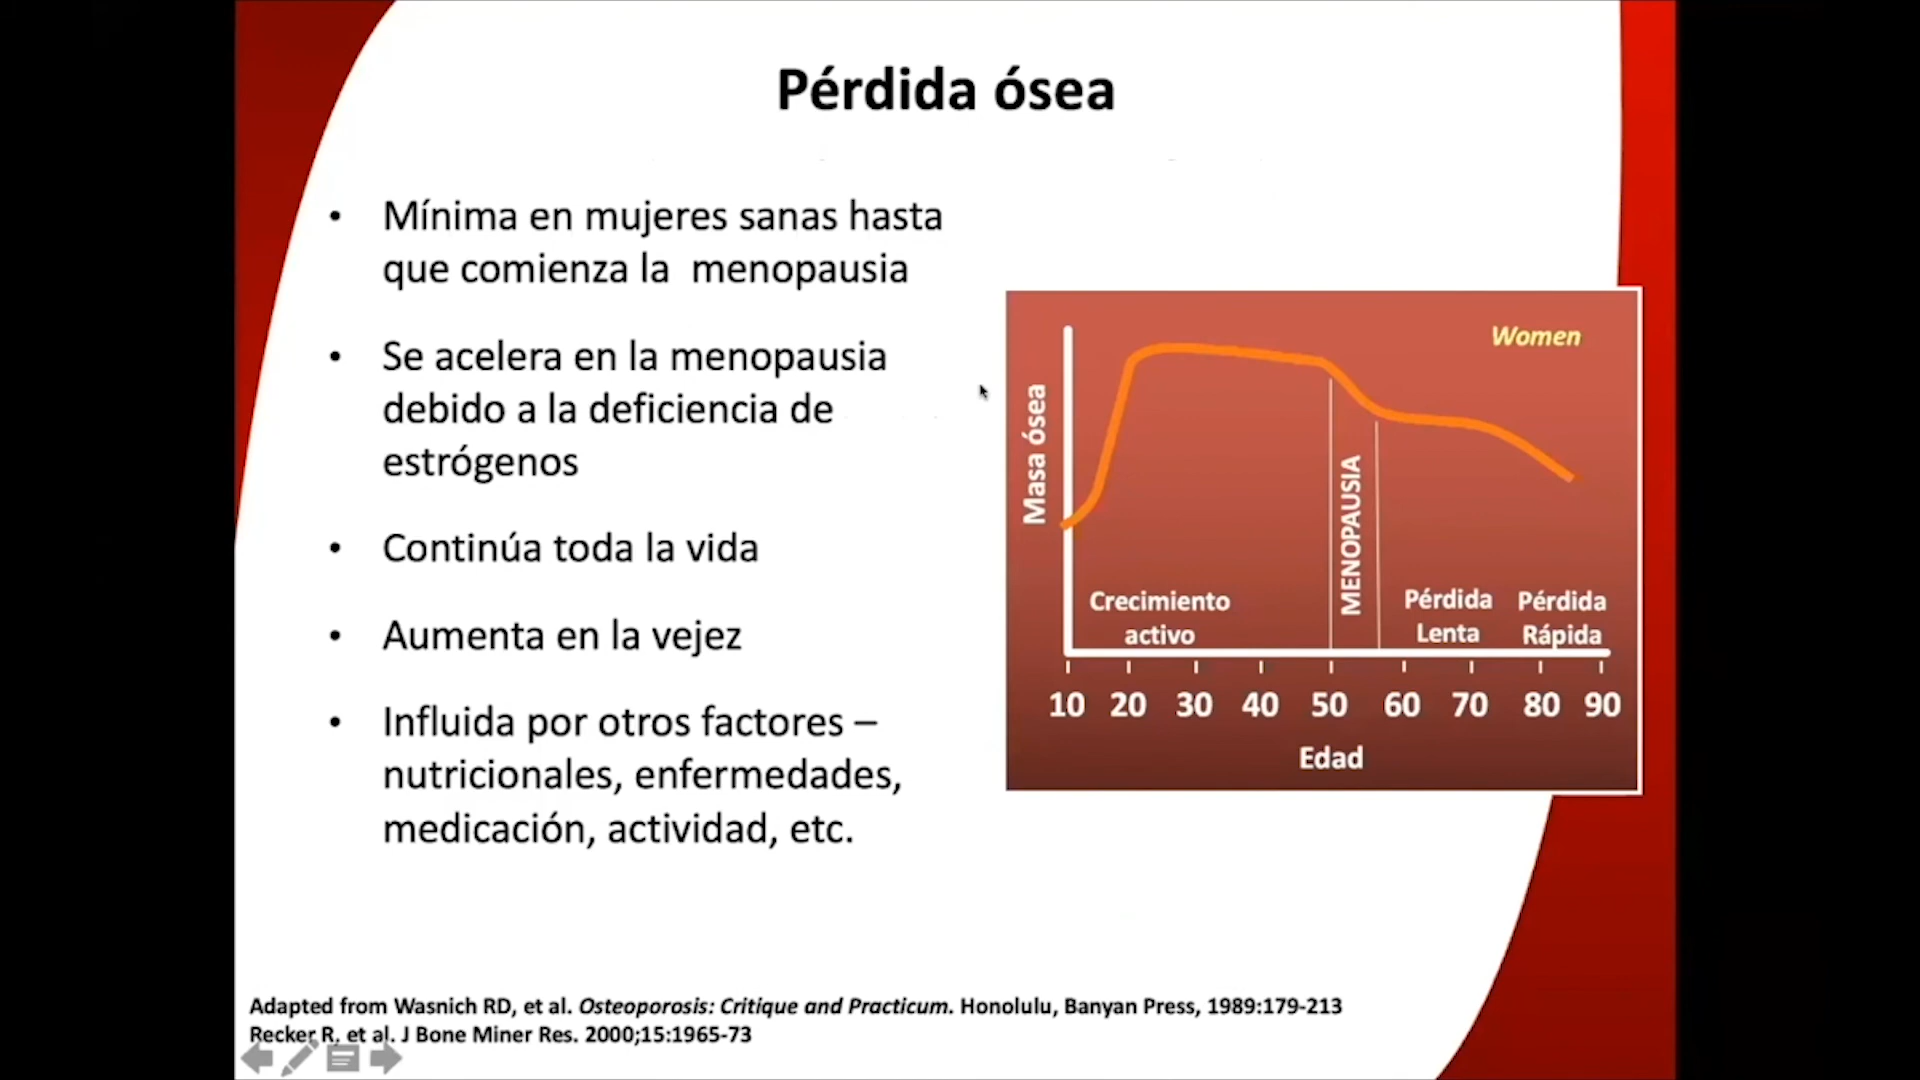 Pérdida ósea
• Mínima en mujeres sanas hasta
que comienza la menopausia
• Se acelera en la menopausia
debido a la deficiencia de
estrógenos
• Continúa toda la vida
• Aumenta en la vejez
• Influida por otros factores –
nutricionales, enfermedades,
medicación, actividad, etc.
Women
Masa ósea
MENOPAUSIA
Crecimiento
activo
Pérdida
Lenta
Pérdida
Rápida
10 20 30 40 50 60 70 80 90
Edad
Adapted from Wasnich RD, et al. Osteoporosis: Critique and Practicum. Honolulu, Banyan Press, 1989:179-213
Recker R, et al. J Bone Miner Res. 2000;15:1965-73